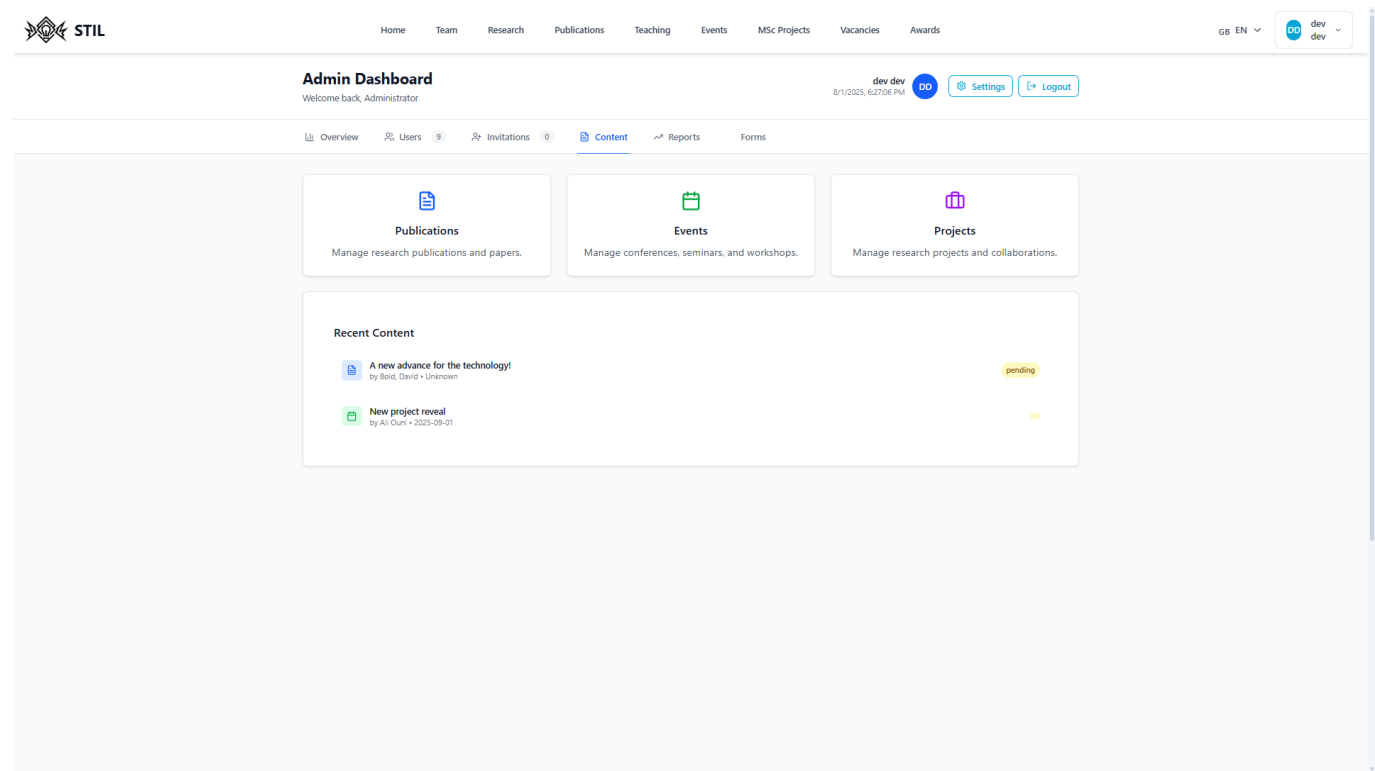 STIL
Home Team Research Publications Teaching Events MSc Projects Vacancies Awards
GB EN
DD dev dev
Admin Dashboard
Welcome back, Administrator
dev dev
8/1/2025, 6:27:06 PM
DD
Settings
Logout
Overview Users 9 Invitations 0 Content Reports Forms
Publications
Manage research publications and papers.
Events
Manage conferences, seminars, and workshops.
Projects
Manage research projects and collaborations.
Recent Content
A new advance for the technology!
by Bold, David • Unknown
pending
New project reveal
by Ali Ouni • 2025-09-01